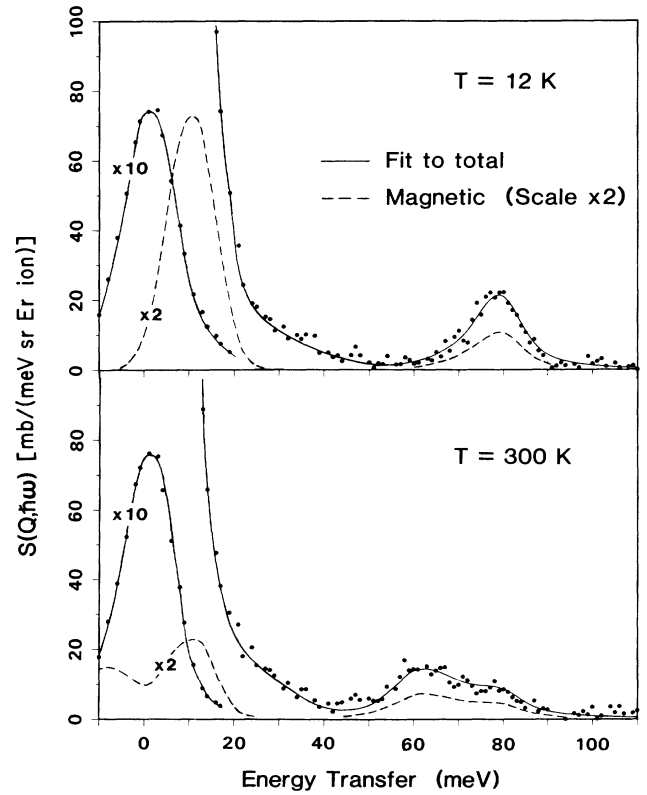 100
T = 12 K
80
Fit to total
x10
60
Magnetic (Scale x2)
40
x2
20
0
S(Q,ħω) [mb/(meV sr Er ion)]
80
T = 300 K
60
x10
40
x2
20
0
0 20 40 60 80 100
Energy Transfer (meV)